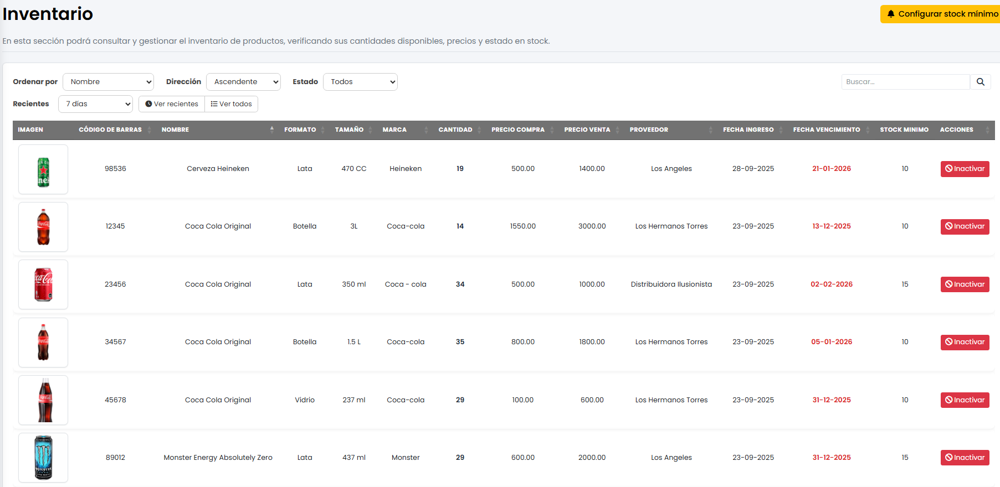 Inventario
Configurar stock mínimo
En esta sección podrá consultar y gestionar el inventario de productos, verificando sus cantidades disponibles, precios y estado en stock.
Ordenar por Nombre Dirección Ascendente Estado Todos Buscar...
Recientes 7 días Ver recientes Ver todos
IMAGEN CÓDIGO DE BARRAS NOMBRE FORMATO TAMAÑO MARCA CANTIDAD PRECIO COMPRA PRECIO VENTA PROVEEDOR FECHA INGRESO FECHA VENCIMIENTO STOCK MINIMO ACCIONES
98536 Cerveza Heineken Lata 470 CC Heineken 19 500.00 1400.00 Los Angeles 28-09-2025 21-01-2026 10 Inactivar
12345 Coca Cola Original Botella 3L Coca-cola 14 1550.00 3000.00 Los Hermanos Torres 23-09-2025 13-12-2025 10 Inactivar
23456 Coca Cola Original Lata 350 ml Coca - cola 34 500.00 1000.00 Distribuidora Ilusionista 23-09-2025 02-02-2026 15 Inactivar
34567 Coca Cola Original Botella 1.5 L Coca-cola 35 800.00 1800.00 Los Hermanos Torres 23-09-2025 05-01-2026 10 Inactivar
45678 Coca Cola Original Vidrio 237 ml Coca-cola 29 100.00 600.00 Los Hermanos Torres 23-09-2025 31-12-2025 10 Inactivar
89012 Monster Energy Absolutely Zero Lata 437 ml Monster 29 600.00 2000.00 Los Angeles 23-09-2025 31-12-2025 15 Inactivar